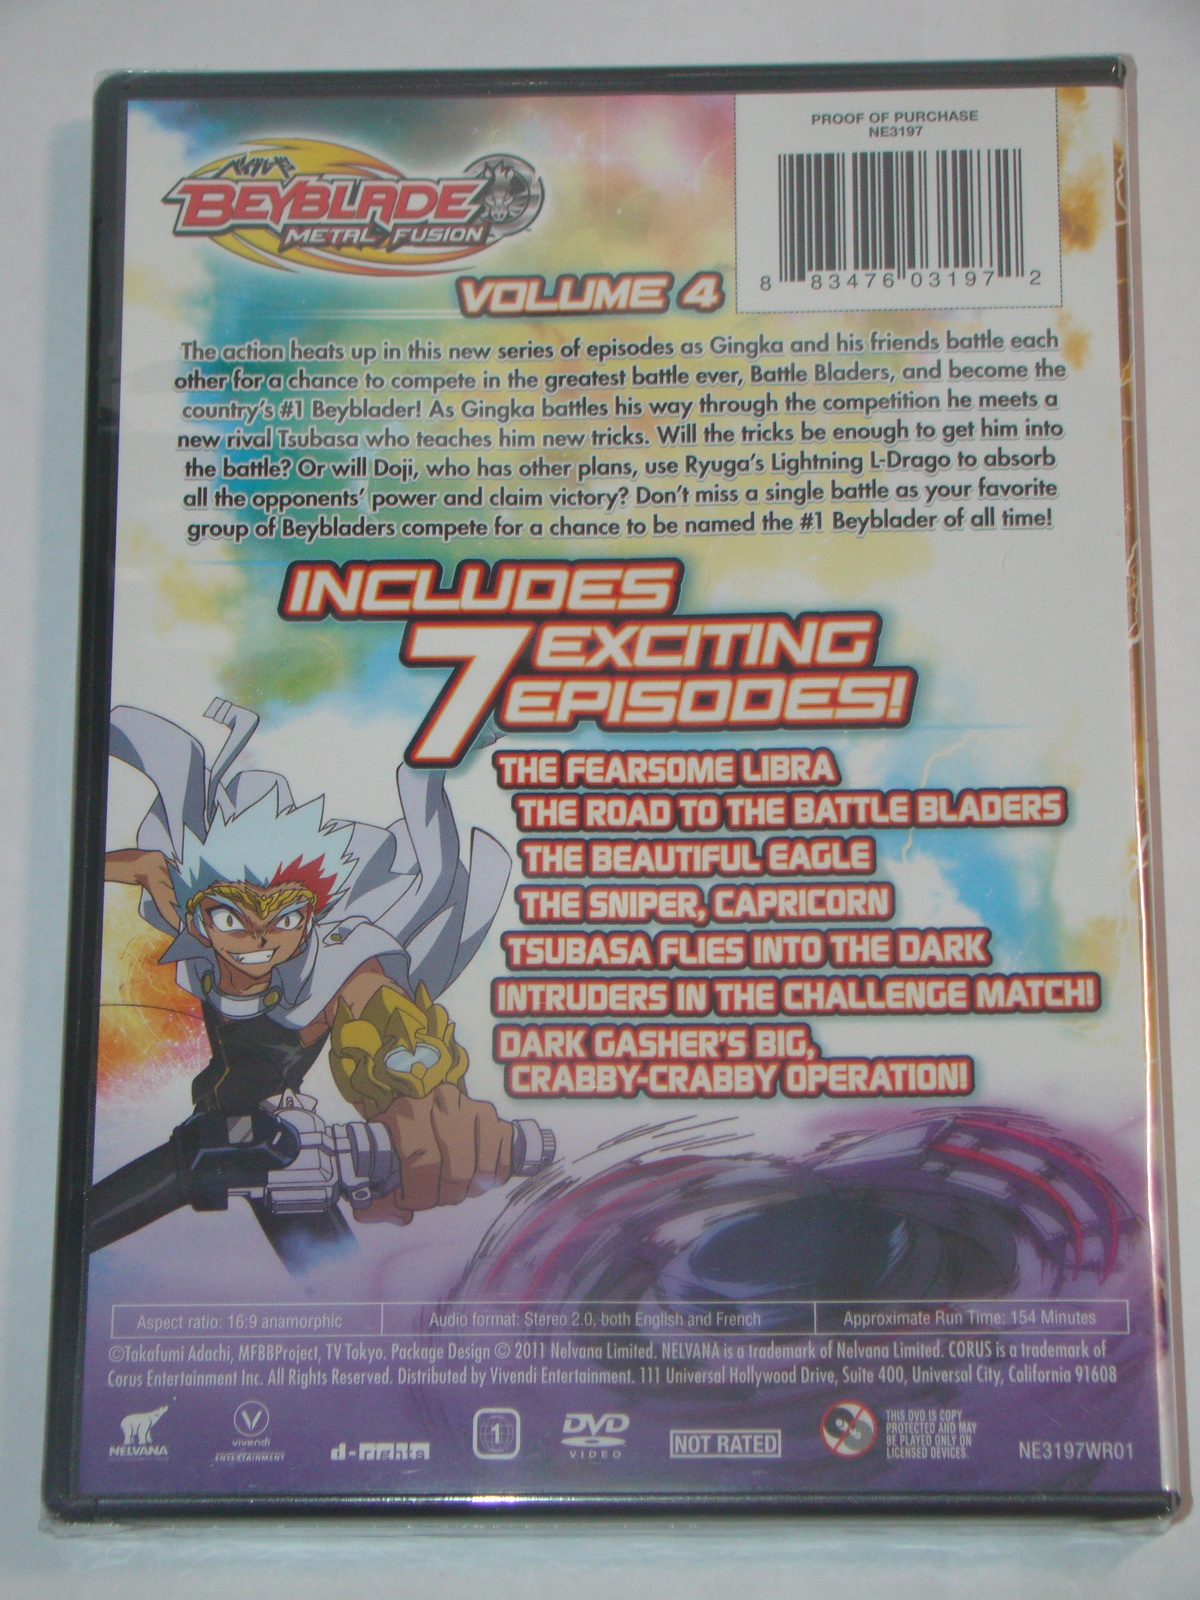 PROOF OF PURCHASE
NE3197
8 83476 03197 2
ベイブレード
BEYBLADE
METAL FUSION
VOLUME 4
The action heats up in this new series of episodes as Gingka and his friends battle each
other for a chance to compete in the greatest battle ever, Battle Bladers, and become the
country's #1 Beyblader! As Gingka battles his way through the competition he meets a
new rival Tsubasa who teaches him new tricks. Will the tricks be enough to get him into
the battle? Or will Doji, who has other plans, use Ryuga's Lightning L-Drago to absorb
all the opponents' power and claim victory? Don't miss a single battle as your favorite
group of Beybladers compete for a chance to be named the #1 Beyblader of all time!
INCLUDES
7 EXCITING
EPISODES!
THE FEARSOME LIBRA
THE ROAD TO THE BATTLE BLADERS
THE BEAUTIFUL EAGLE
THE SNIPER, CAPRICORN
TSUBASA FLIES INTO THE DARK
INTRUDERS IN THE CHALLENGE MATCH!
DARK GASHER'S BIG,
CRABBY-CRABBY OPERATION!
Aspect ratio: 16:9 anamorphic
Audio format: Stereo 2.0, both English and French
Approximate Run Time: 154 Minutes
©Takafumi Adachi, MFBBProject, TV Tokyo. Package Design © 2011 Nelvana Limited. NELVANA is a trademark of Nelvana Limited. CORUS is a trademark of
Corus Entertainment Inc. All Rights Reserved. Distributed by Vivendi Entertainment. 111 Universal Hollywood Drive, Suite 400, Universal City, California 91608
NELVANA
vivendi
ENTERTAINMENT
d-rights
1
DVD
VIDEO
NOT RATED
THIS DVD IS COPY
PROTECTED AND MAY
BE PLAYED ONLY ON
LICENSED DEVICES.
NE3197WR01